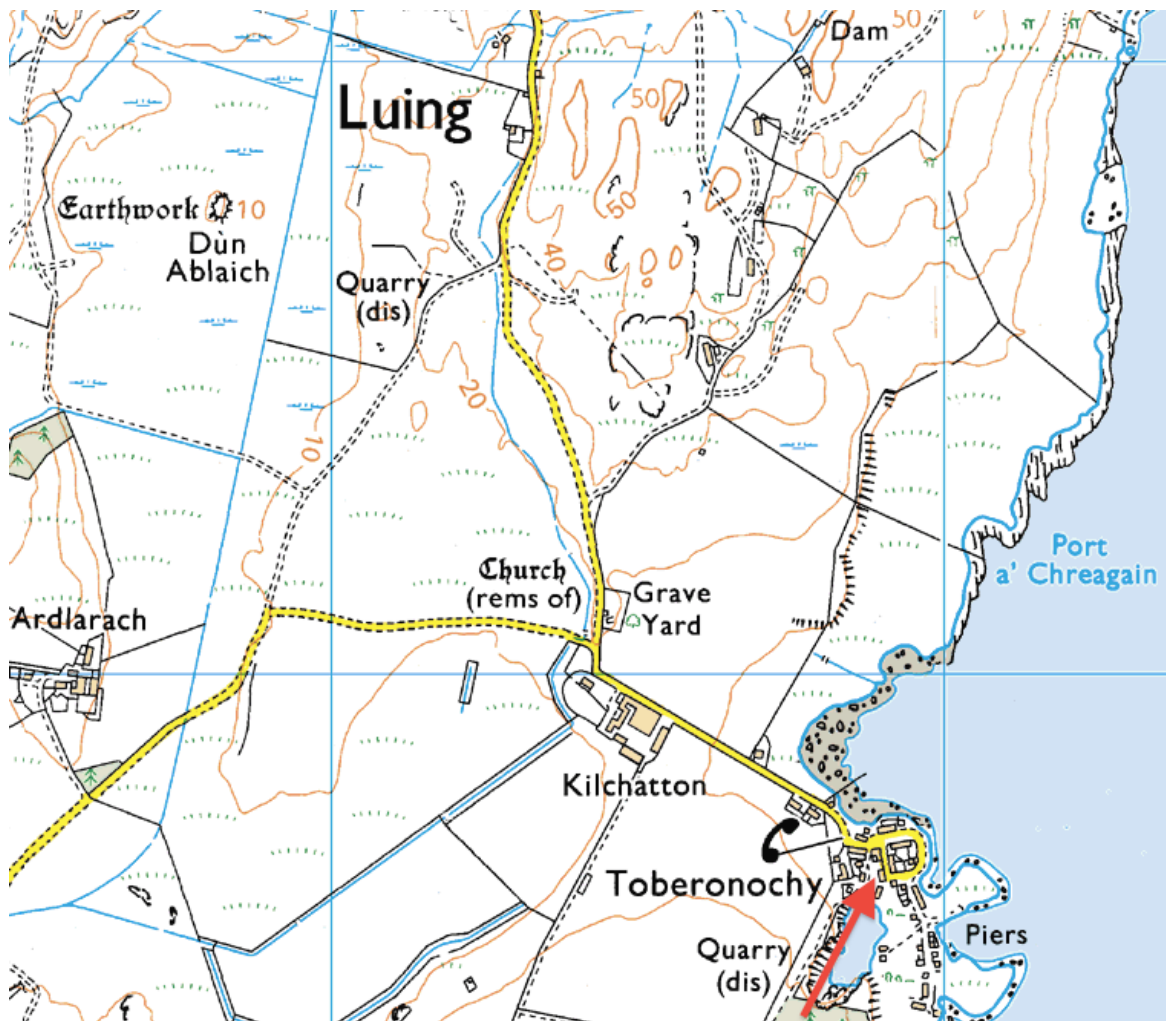 Dam
50
50
Luing
50
Earthwork
10
Dùn
Ablaich
40
Quarry
(dis)
20
10
Port
a' Chreagain
Church
(rems of)
Grave
Yard
Ardlarach
Kilchatton
Toberonochy
Quarry
(dis)
Piers